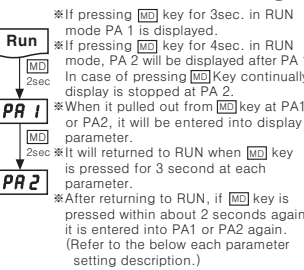 ※If pressing MD key for 3sec. in RUN
mode PA 1 is displayed.
※If pressing MD key for 4sec. in RUN
mode, PA 2 will be displayed after PA 1
In case of pressing MD Key continually
display is stopped at PA 2.
※When it pulled out from MD key at PA1
or PA2, it will be entered into display
parameter.
※It will returned to RUN when MD key
is pressed for 3 second at each
parameter.
※After returning to RUN, if MD key is
pressed within about 2 seconds again
it is entered into PA1 or PA2 again.
(Refer to the below each parameter
setting description.)
Run
MD
2sec
PA 1
MD
2sec
PA 2